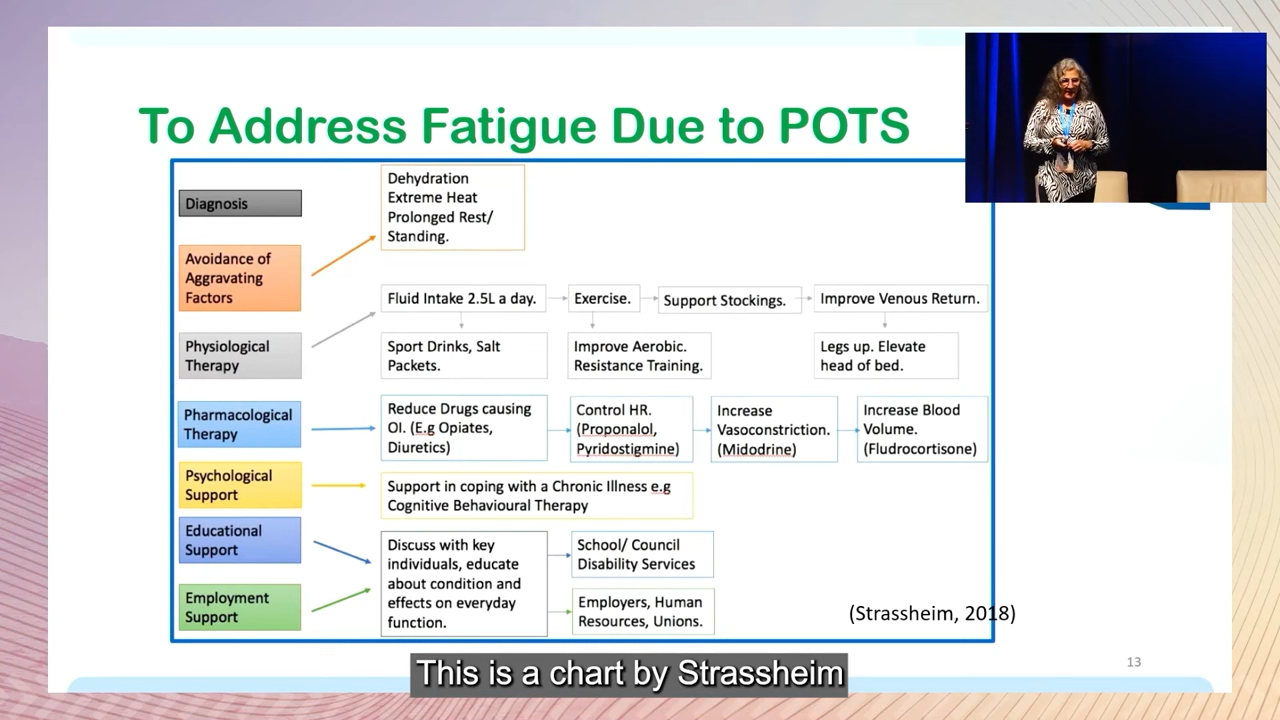 To Address Fatigue Due to POTS
Diagnosis
Dehydration
Extreme Heat
Prolonged Rest/
Standing.
Avoidance of
Aggravating
Factors
Physiological
Therapy
Fluid Intake 2.5L a day.
Exercise.
Support Stockings.
Improve Venous Return.
Sport Drinks, Salt
Packets.
Improve Aerobic.
Resistance Training.
Legs up. Elevate
head of bed.
Pharmacological
Therapy
Reduce Drugs causing
OI. (E.g Opiates,
Diuretics)
Control HR.
(Proponalol,
Pyridostigmine)
Increase
Vasoconstriction.
(Midodrine)
Increase Blood
Volume.
(Fludrocortisone)
Psychological
Support
Support in coping with a Chronic Illness e.g
Cognitive Behavioural Therapy
Educational
Support
Employment
Support
Discuss with key
individuals, educate
about condition and
effects on everyday
function.
School/ Council
Disability Services
Employers, Human
Resources, Unions.
(Strassheim, 2018)
13
This is a chart by Strassheim